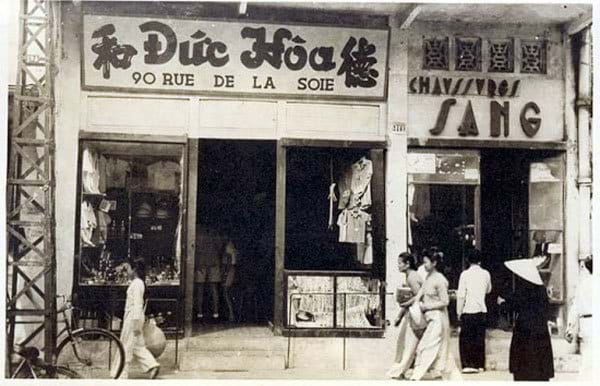 和 Đức Hòa 德
90 RUE DE LA SOIE
CHAUSSURES
SANG